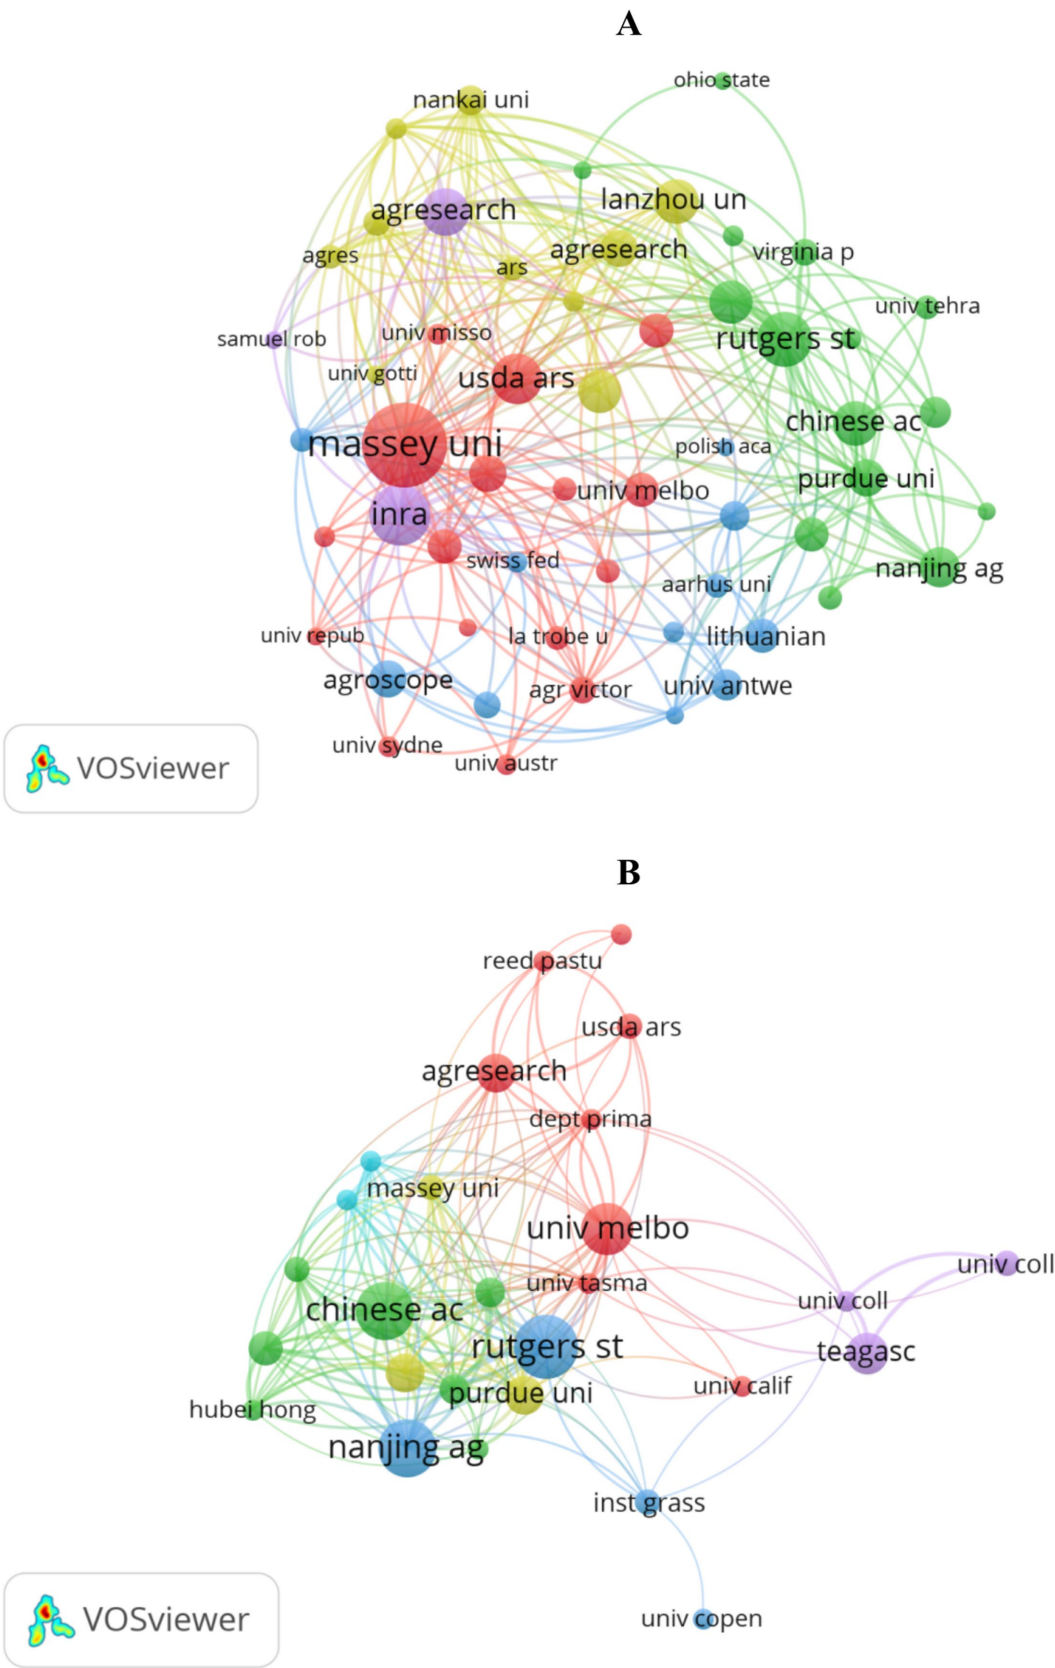 A
ohio state
nankai uni
lanzhou un
agresearch
agresearch
virginia p
agres
ars
univ tehra
samuel rob
univ misso
rutgers st
univ gotti
usda ars
chinese ac
massey uni
polish aca
purdue uni
univ melbo
inra
swiss fed
nanjing ag
aarhus uni
univ repub
la trobe u
lithuanian
agroscope
agr victor
univ antwe
univ sydne
univ austr
VOSviewer
B
reed pastu
usda ars
agresearch
dept prima
massey uni
univ melbo
univ coll
univ tasma
univ coll
chinese ac
rutgers st
teagasc
univ calif
purdue uni
hubei hong
nanjing ag
inst grass
univ copen
VOSviewer